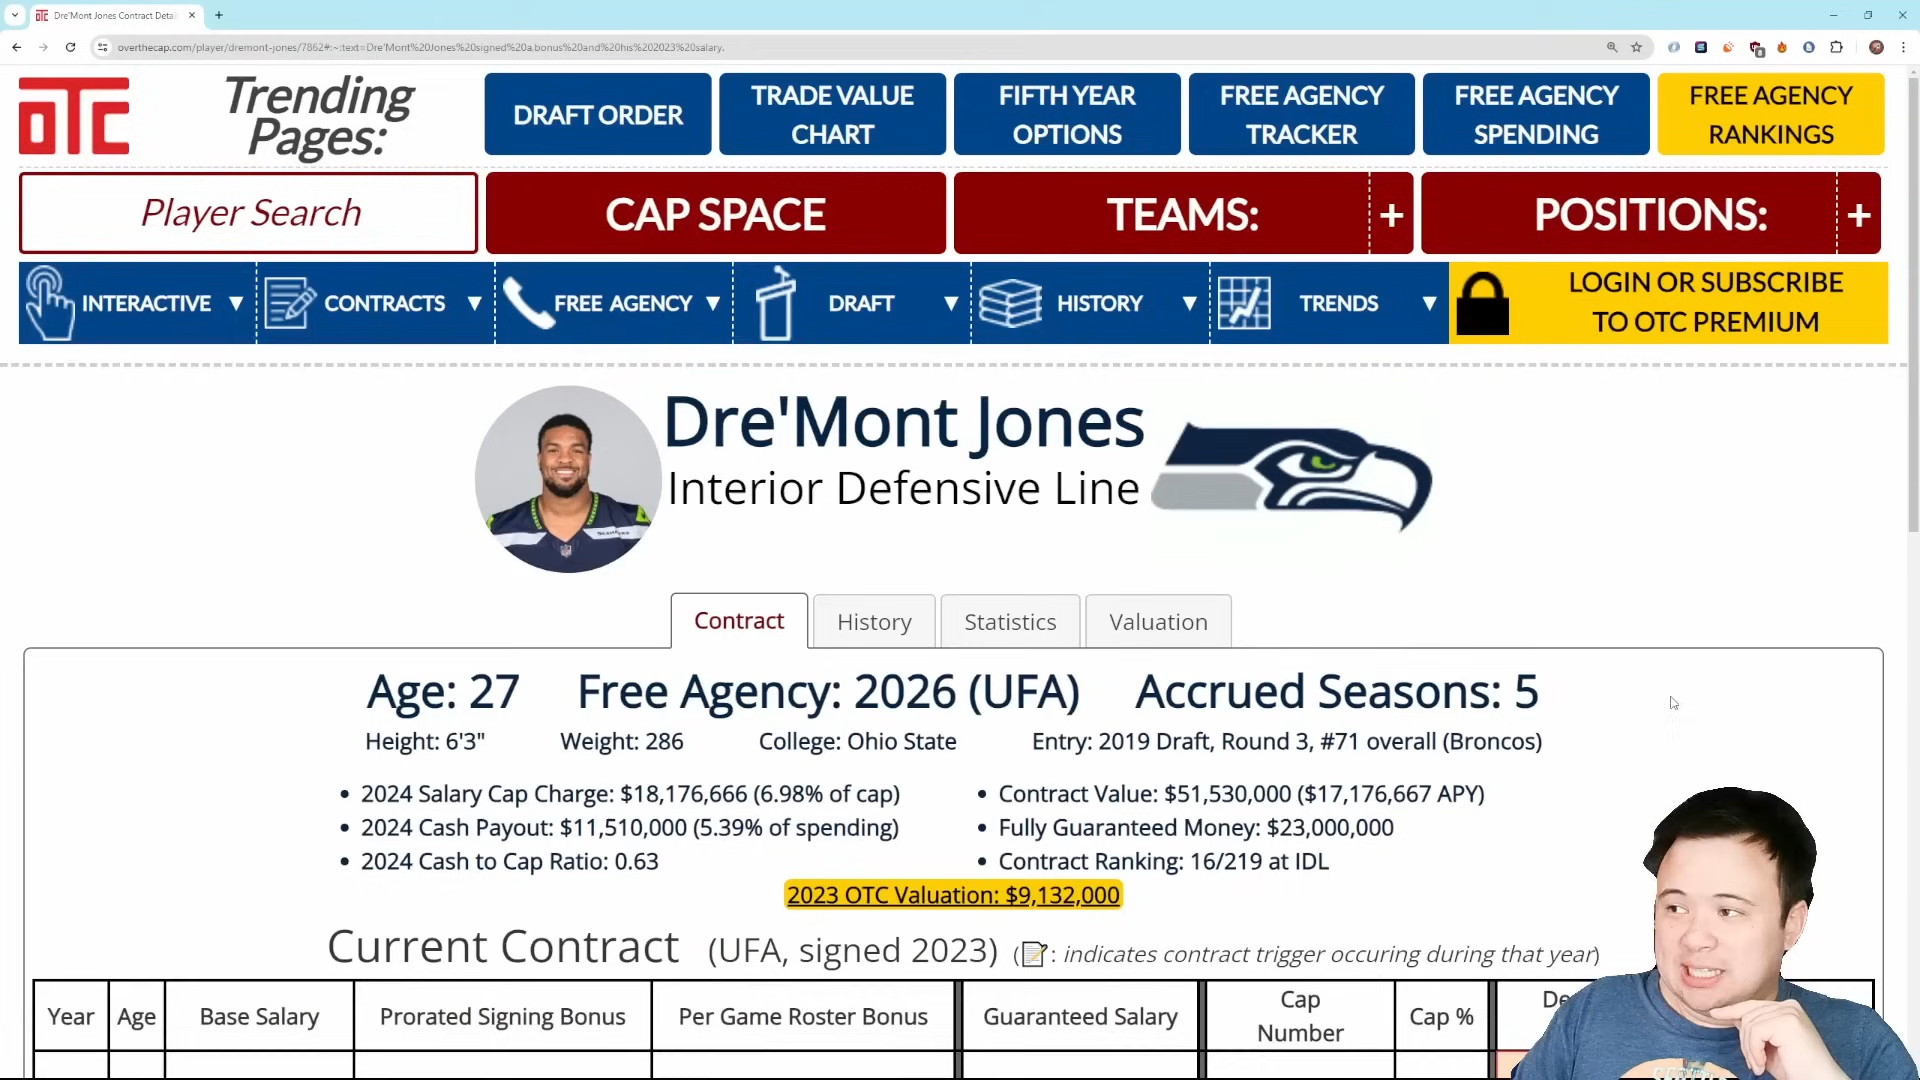 Dre'Mont Jones Contract Deta
overthecap.com/player/dremont-jones/7862#:~:text=Dre'Mont%20Jones%20signed%20a,bonus%20and%20his%202023%20salary.
OTC
Trending
Pages:
DRAFT ORDER
TRADE VALUE
CHART
FIFTH YEAR
OPTIONS
FREE AGENCY
TRACKER
FREE AGENCY
SPENDING
FREE AGENCY
RANKINGS
Player Search
CAP SPACE
TEAMS:
+
POSITIONS:
+
INTERACTIVE ▼
CONTRACTS ▼
FREE AGENCY ▼
DRAFT ▼
HISTORY ▼
TRENDS ▼
LOGIN OR SUBSCRIBE
TO OTC PREMIUM
Dre'Mont Jones
Interior Defensive Line
Contract
History
Statistics
Valuation
Age: 27 Free Agency: 2026 (UFA) Accrued Seasons: 5
Height: 6'3" Weight: 286 College: Ohio State Entry: 2019 Draft, Round 3, #71 overall (Broncos)
• 2024 Salary Cap Charge: $18,176,666 (6.98% of cap)
• 2024 Cash Payout: $11,510,000 (5.39% of spending)
• 2024 Cash to Cap Ratio: 0.63
• Contract Value: $51,530,000 ($17,176,667 APY)
• Fully Guaranteed Money: $23,000,000
• Contract Ranking: 16/219 at IDL
2023 OTC Valuation: $9,132,000
Current Contract (UFA, signed 2023) (📝: indicates contract trigger occuring during that year)
Year
Age
Base Salary
Prorated Signing Bonus
Per Game Roster Bonus
Guaranteed Salary
Cap
Number
Cap %
De